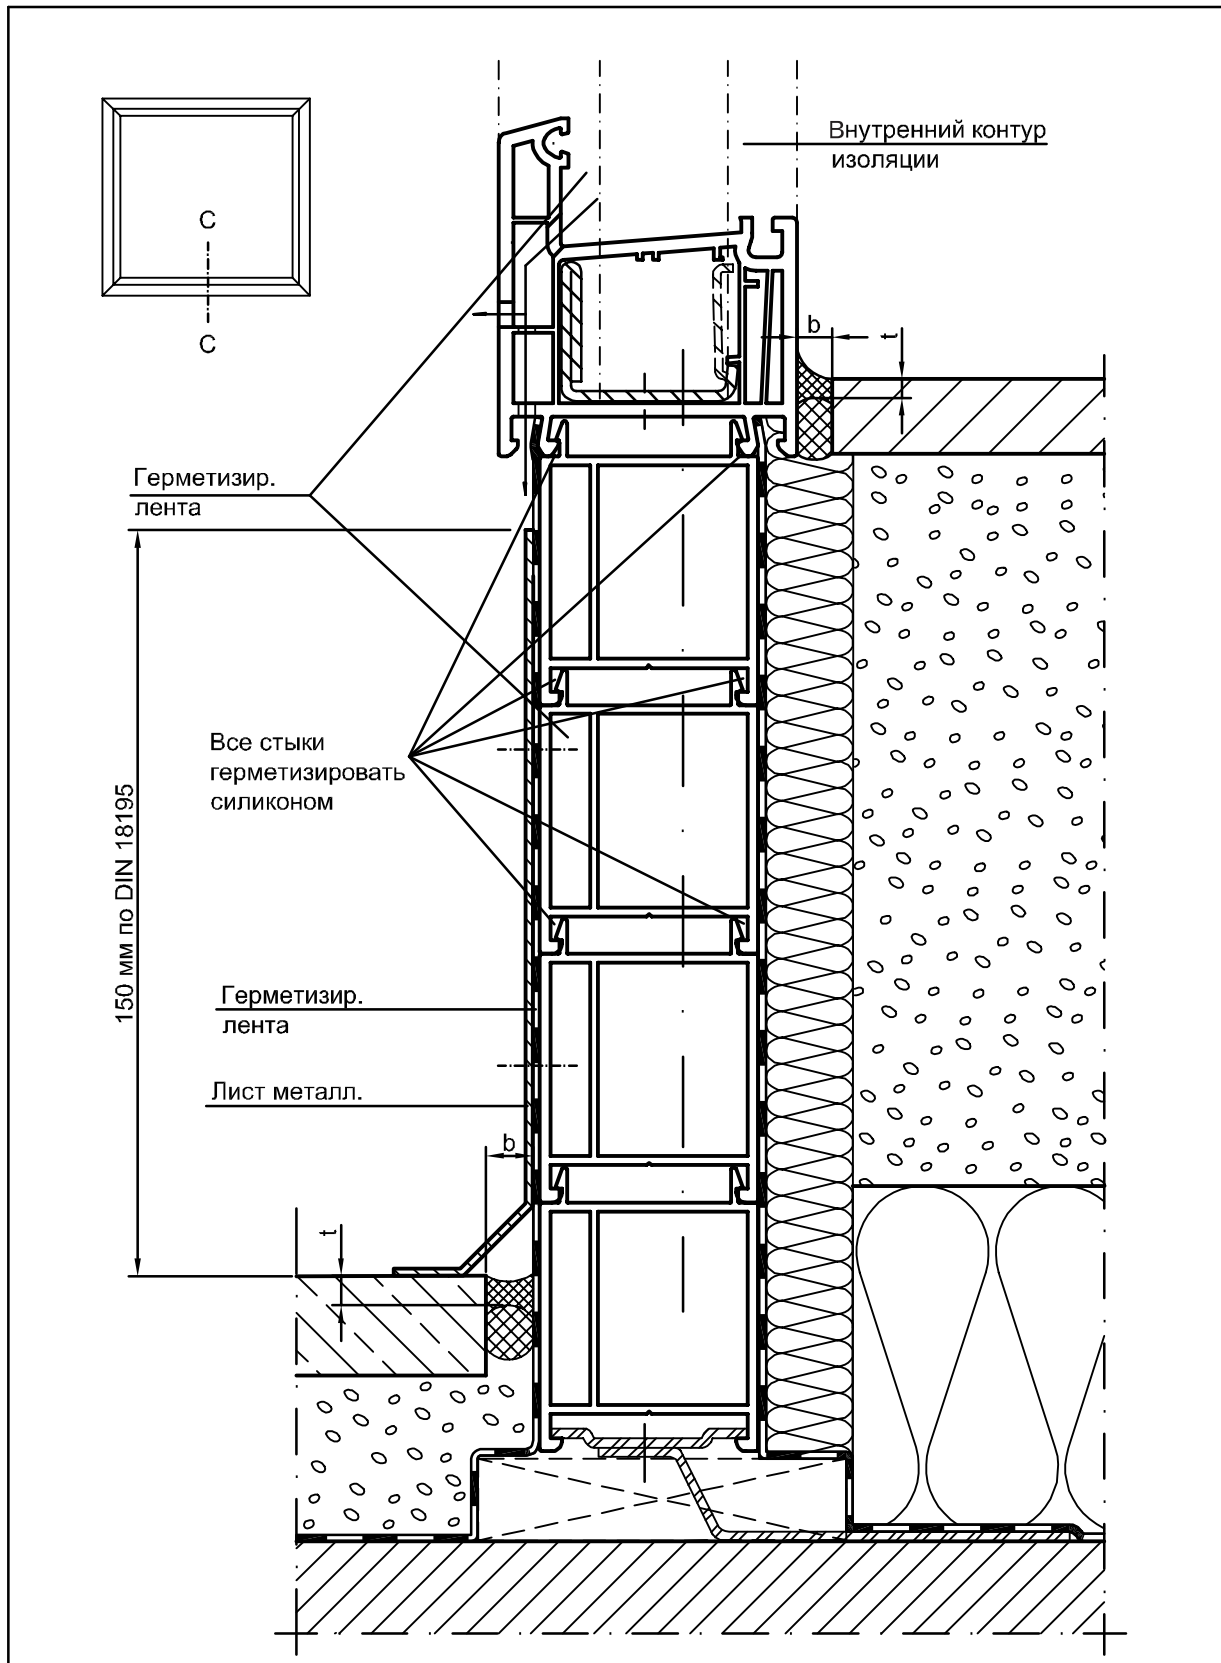 C
C
Внутренний контур
изоляции
b
t
Герметизир.
лента
Все стыки
герметизировать
силиконом
150 мм по DIN 18195
Герметизир.
лента
Лист металл.
b
t